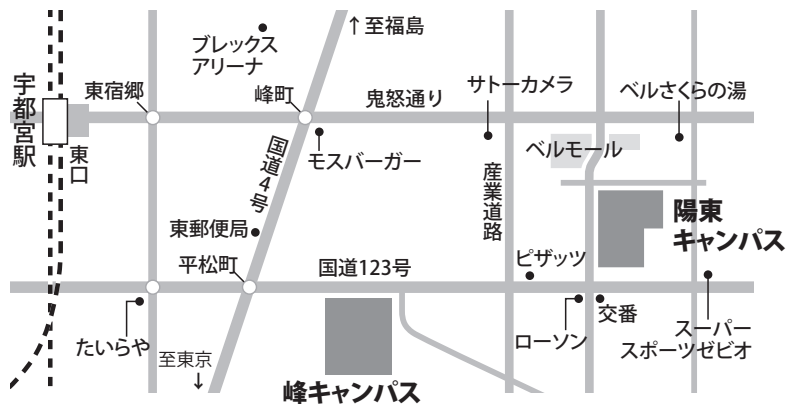 ↑至福島
ブレックス
アリーナ
宇都宮駅
東口
東宿郷
峰町
鬼怒通り
サトーカメラ
ベルさくらの湯
モスバーガー
ベルモール
国道4号
産業道路
陽東
キャンパス
東郵便局
平松町
国道123号
ピザッツ
たいらや
至東京
↓
峰キャンパス
ローソン
交番
スーパー
スポーツゼビオ